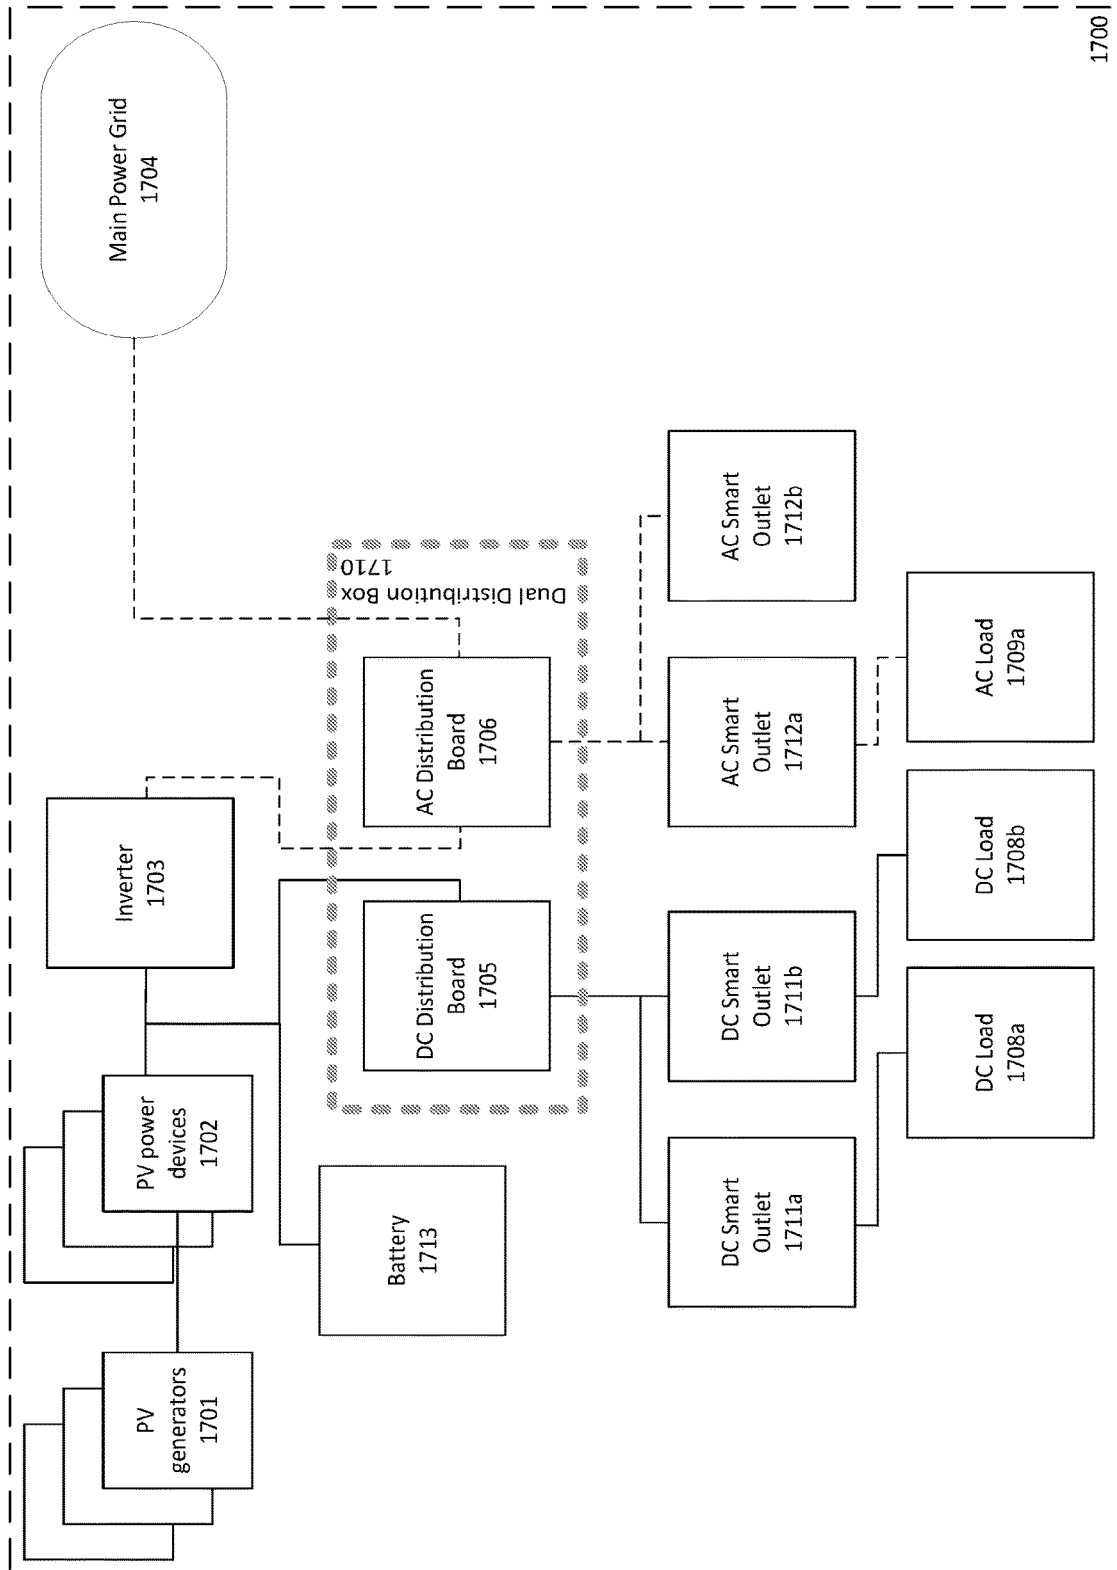 PV
generators
1701
PV power
devices
1702
Inverter
1703
Main Power Grid
1704
Battery
1713
DC Distribution
Board
1705
AC Distribution
Board
1706
Dual Distribution Box
1710
DC Smart
Outlet
1711a
DC Smart
Outlet
1711b
AC Smart
Outlet
1712a
AC Smart
Outlet
1712b
DC Load
1708a
DC Load
1708b
AC Load
1709a
1700